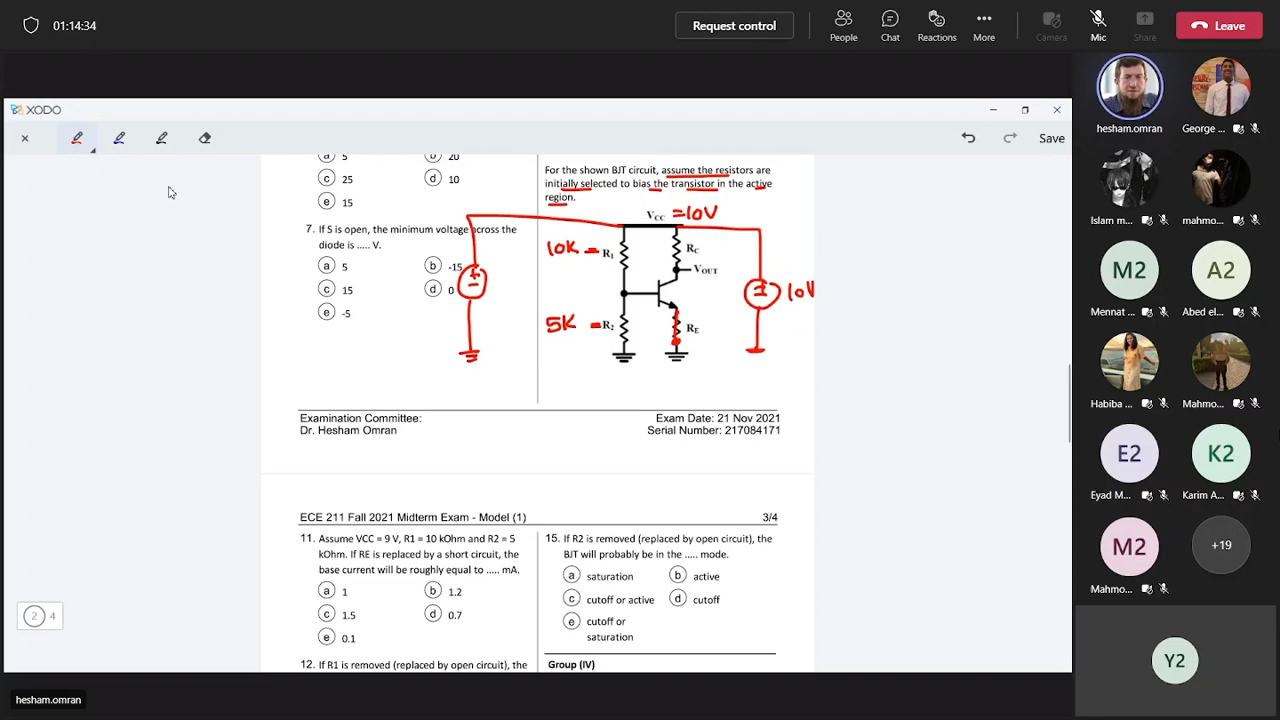 01:14:34
Request control
People
Chat
Reactions
More
Camera
Mic
Share
Leave
XODO
Save
a 5
b 20
c 25
d 10
e 15
7. If S is open, the minimum voltage across the
diode is ..... V.
a 5
b -15
c 15
d 0
e -5
For the shown BJT circuit, assume the resistors are
initially selected to bias the transistor in the active
region.
VCC =10V
10K = R1
RC
VOUT
10V
5K = R2
RE
Examination Committee:
Dr. Hesham Omran
Exam Date: 21 Nov 2021
Serial Number: 217084171
ECE 211 Fall 2021 Midterm Exam - Model (1)
3/4
11. Assume VCC = 9 V, R1 = 10 kOhm and R2 = 5
kOhm. If RE is replaced by a short circuit, the
base current will be roughly equal to ..... mA.
a 1
b 1.2
c 1.5
d 0.7
e 0.1
12. If R1 is removed (replaced by open circuit), the
15. If R2 is removed (replaced by open circuit), the
BJT will probably be in the ..... mode.
a saturation
b active
c cutoff or active
d cutoff
e cutoff or
saturation
Group (IV)
2 4
hesham.omran
hesham.omran
George ...
Islam m...
mahmo...
M2
A2
Mennat ...
Abed el...
Habiba ...
Mahmo...
E2
K2
Eyad M...
Karim A...
M2
+19
Mahmo...
Y2